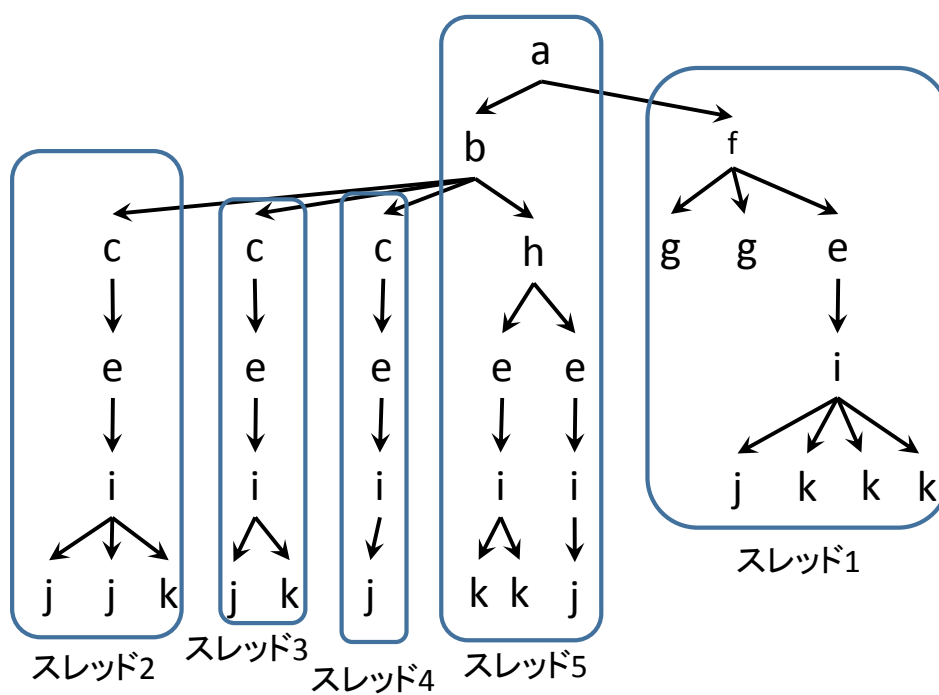 a
b f
c c c h g g e
e e e e e i
i i i i i j k k k
j j k j k j k k j
スレッド1
スレッド2 スレッド3 スレッド4 スレッド5